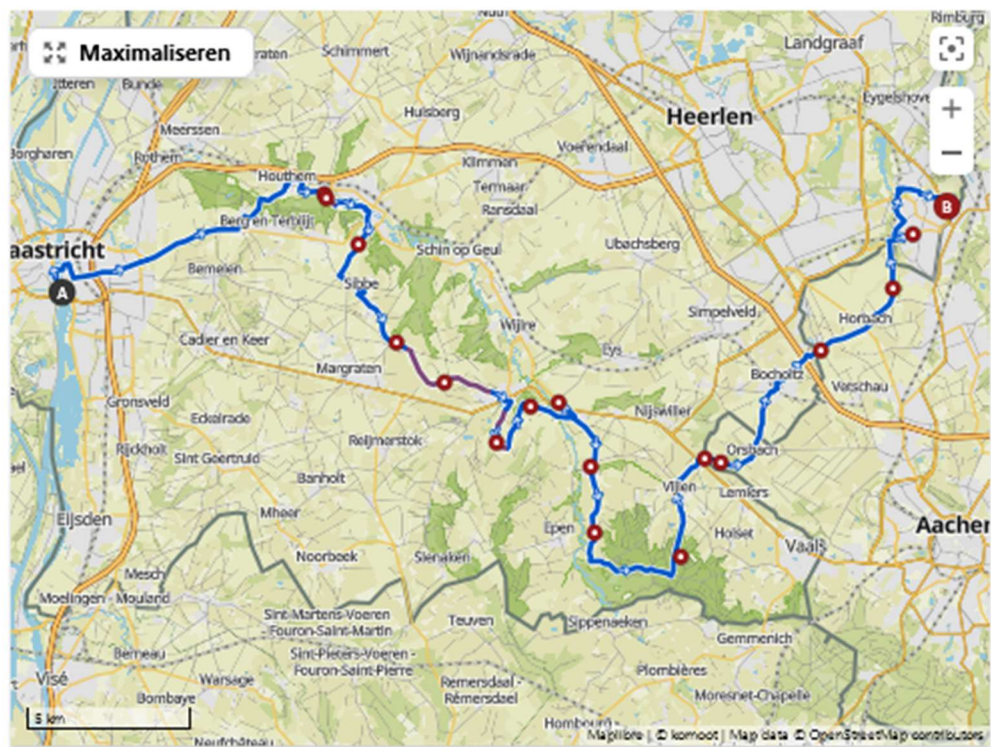 Rimburg
Maximaliseren
Schimmert
Wijnandsrade
Landgraaf
Itteren
Bunde
Eygelshove
Hulsberg
Heerlen
Meerssen
Borgharen
Rothem
Voerendaal
Klimmen
Houthem
Termaar
Ransdaal
B
Berg en Terblijt
aastricht
Schin op Geul
Ubachsberg
Bemelen
A
Sibbe
Simpelveld
Horbach
Wijlre
Cadier en Keer
Eys
Margraten
Bocholtz
Vetschau
Gronsveld
Eckelrade
Nijswiller
Reijmerstok
Rijckholt
Sint Geertruid
Orsbach
Banholt
Vijlen
Lemiers
Eijsden
Mheer
Epen
Holset
Aachen
Vaals
Noorbeek
Slenaken
Mesch
Moelingen - Mouland
Sint-Martens-Voeren
Fouron-Saint-Martin
Teuven
Sippenaeken
Gemmenich
Berneau
Sint-Pieters-Voeren -
Fouron-Saint-Pierre
Visé
Warsage
Remersdaal -
Rémersdael
Plombières
Moresnet-Chapelle
Bombaye
5 km
Hombourg
Neufchâteau
Maplibre | © komoot | Map data © OpenStreetMap contributors